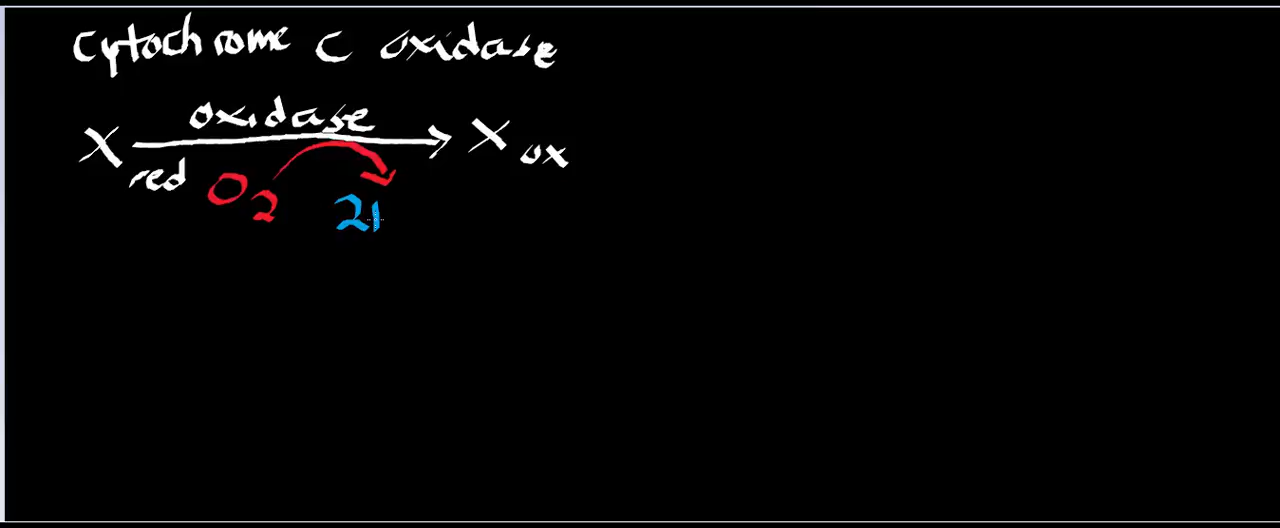 Cytochrome C oxidase
oxidase
X red → X ox
O2
2